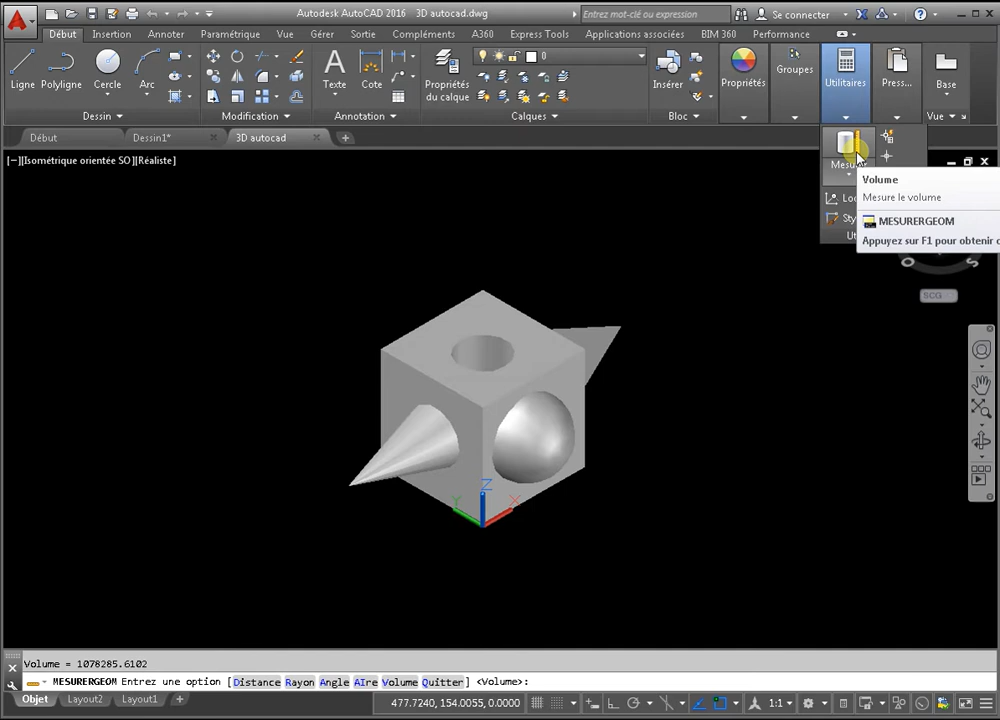 Autodesk AutoCAD 2016 3D autocad.dwg
Entrez mot-clé ou expression
Se connecter
Début Insertion Annoter Paramétrique Vue Gérer Sortie Compléments A360 Express Tools Applications associées BIM 360 Performance
0
Ligne Polyligne Cercle Arc Texte Cote Propriétés du calque Insérer Propriétés Groupes Utilitaires Press... Base
Dessin Modification Annotation Calques Bloc Vue
Début Dessin1* 3D autocad
[−][Isométrique orientée SO][Réaliste]
Volume
Mesure le volume
MESURERGEOM
Appuyez sur F1 pour obtenir
O S
SCG
Z
Y X
Volume = 1078285.6102
MESURERGEOM Entrez une option [Distance Rayon Angle AIre Volume Quitter] <Volume>:
Objet Layout2 Layout1 +
477.7240, 154.0055, 0.0000 1:1